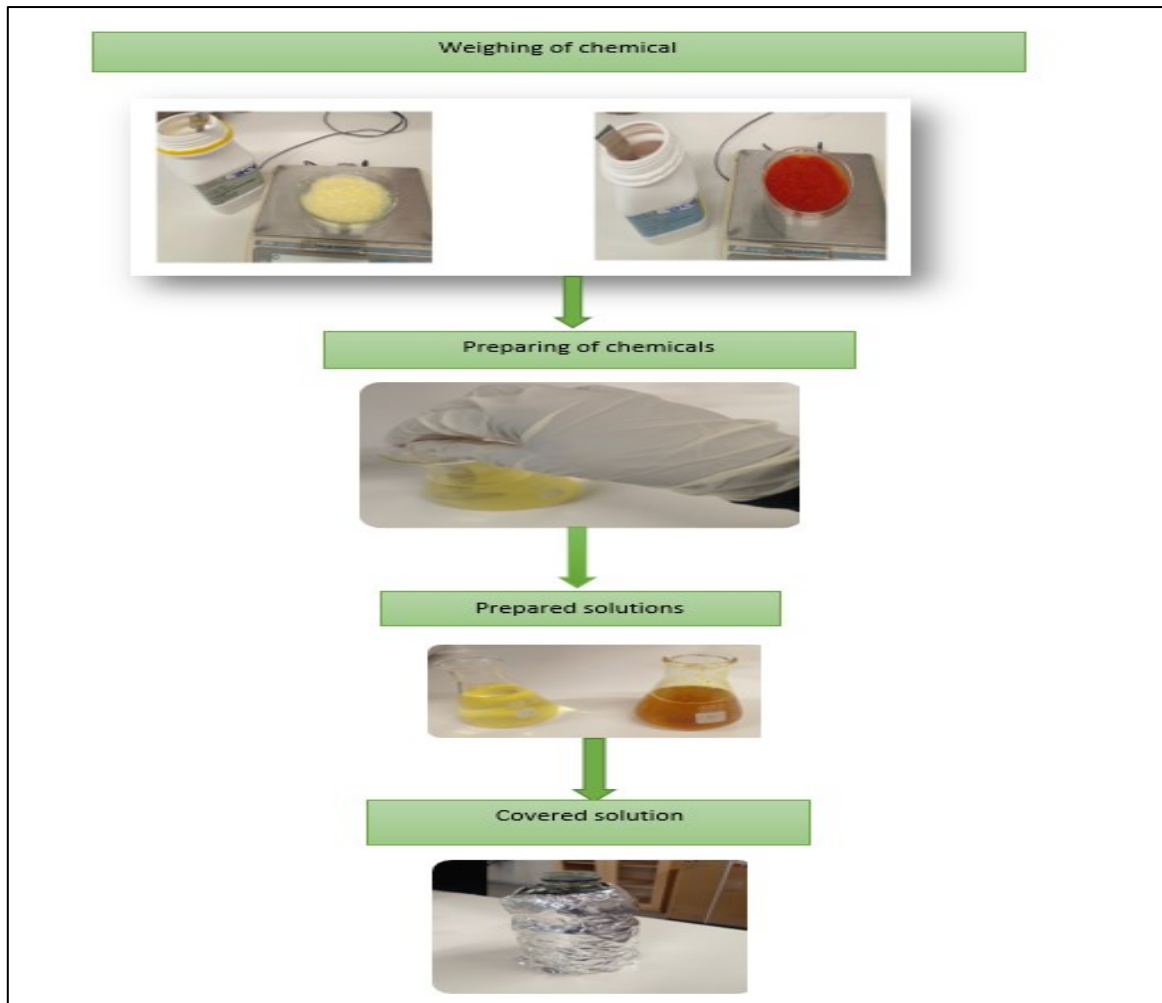 Weighing of chemical
Preparing of chemicals
Prepared solutions
Covered solution